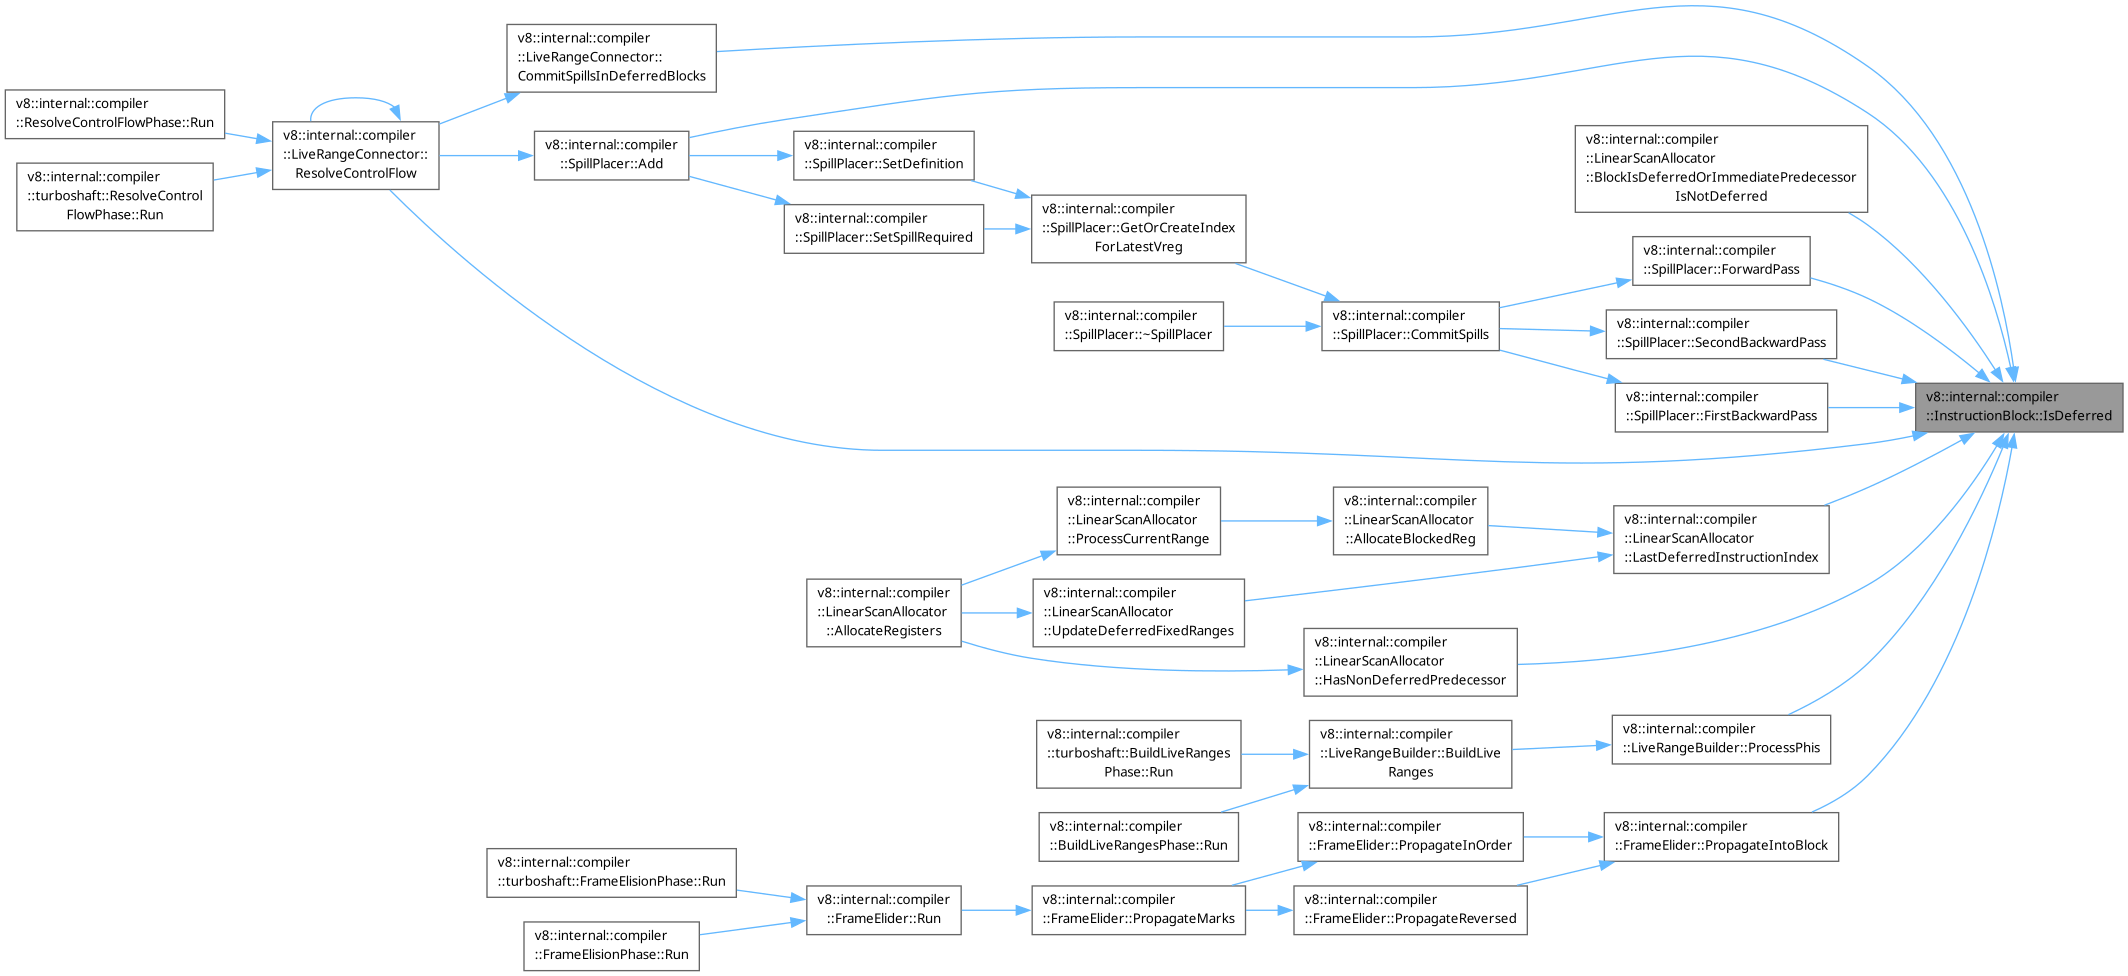 v8::internal::compiler
::LiveRangeConnector::
CommitSpillsInDeferredBlocks
v8::internal::compiler
::ResolveControlFlowPhase::Run
v8::internal::compiler
::turboshaft::ResolveControl
FlowPhase::Run
v8::internal::compiler
::LiveRangeConnector::
ResolveControlFlow
v8::internal::compiler
::SpillPlacer::Add
v8::internal::compiler
::SpillPlacer::SetDefinition
v8::internal::compiler
::SpillPlacer::SetSpillRequired
v8::internal::compiler
::SpillPlacer::GetOrCreateIndex
ForLatestVreg
v8::internal::compiler
::SpillPlacer::~SpillPlacer
v8::internal::compiler
::SpillPlacer::CommitSpills
v8::internal::compiler
::LinearScanAllocator
::BlockIsDeferredOrImmediatePredecessor
IsNotDeferred
v8::internal::compiler
::SpillPlacer::ForwardPass
v8::internal::compiler
::SpillPlacer::SecondBackwardPass
v8::internal::compiler
::SpillPlacer::FirstBackwardPass
v8::internal::compiler
::InstructionBlock::IsDeferred
v8::internal::compiler
::LinearScanAllocator
::ProcessCurrentRange
v8::internal::compiler
::LinearScanAllocator
::AllocateBlockedReg
v8::internal::compiler
::LinearScanAllocator
::LastDeferredInstructionIndex
v8::internal::compiler
::LinearScanAllocator
::AllocateRegisters
v8::internal::compiler
::LinearScanAllocator
::UpdateDeferredFixedRanges
v8::internal::compiler
::LinearScanAllocator
::HasNonDeferredPredecessor
v8::internal::compiler
::turboshaft::BuildLiveRanges
Phase::Run
v8::internal::compiler
::LiveRangeBuilder::BuildLive
Ranges
v8::internal::compiler
::LiveRangeBuilder::ProcessPhis
v8::internal::compiler
::BuildLiveRangesPhase::Run
v8::internal::compiler
::FrameElider::PropagateInOrder
v8::internal::compiler
::FrameElider::PropagateIntoBlock
v8::internal::compiler
::turboshaft::FrameElisionPhase::Run
v8::internal::compiler
::FrameElisionPhase::Run
v8::internal::compiler
::FrameElider::Run
v8::internal::compiler
::FrameElider::PropagateMarks
v8::internal::compiler
::FrameElider::PropagateReversed